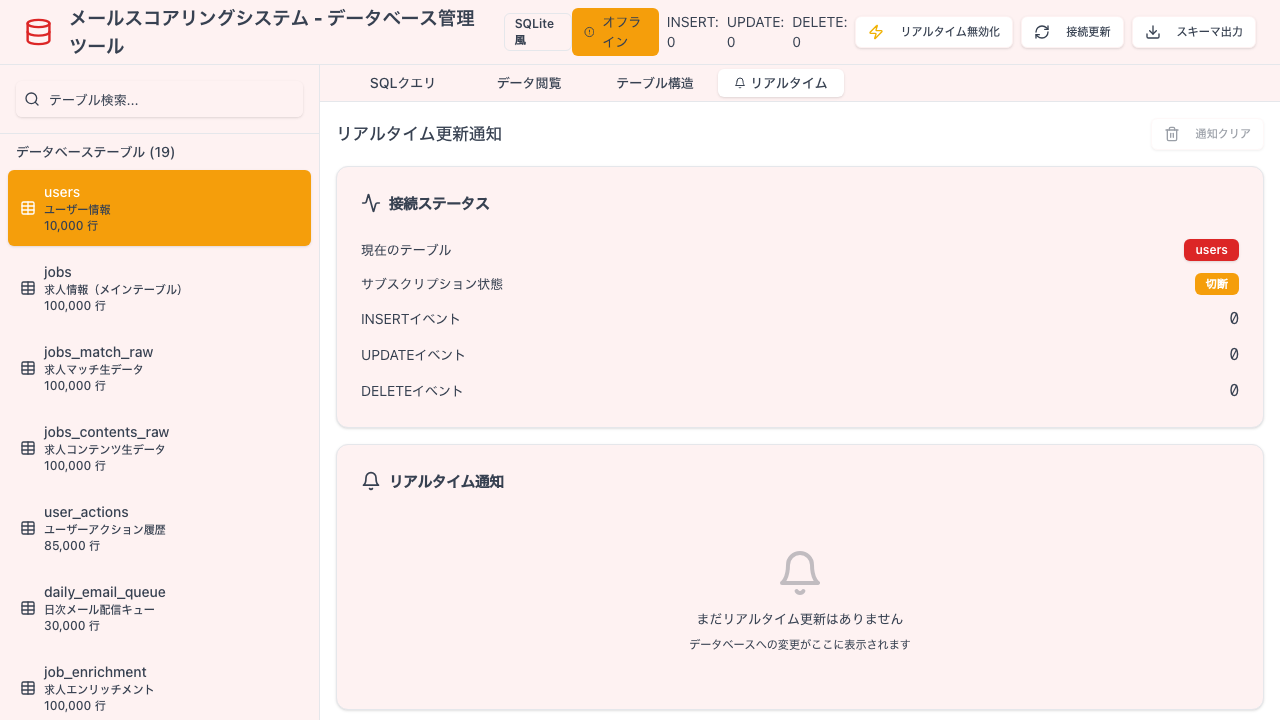 メールスコアリングシステム - データベース管理
ツール
SQLite
風
オフラ
イン
INSERT:
0
UPDATE:
0
DELETE:
0
リアルタイム無効化
接続更新
スキーマ出力
テーブル検索...
データベーステーブル (19)
users
ユーザー情報
10,000 行
jobs
求人情報（メインテーブル）
100,000 行
jobs_match_raw
求人マッチ生データ
100,000 行
jobs_contents_raw
求人コンテンツ生データ
100,000 行
user_actions
ユーザーアクション履歴
85,000 行
daily_email_queue
日次メール配信キュー
30,000 行
job_enrichment
求人エンリッチメント
100,000 行
SQLクエリ
データ閲覧
テーブル構造
リアルタイム
リアルタイム更新通知
通知クリア
接続ステータス
現在のテーブル
users
サブスクリプション状態
切断
INSERTイベント
0
UPDATEイベント
0
DELETEイベント
0
リアルタイム通知
まだリアルタイム更新はありません
データベースへの変更がここに表示されます